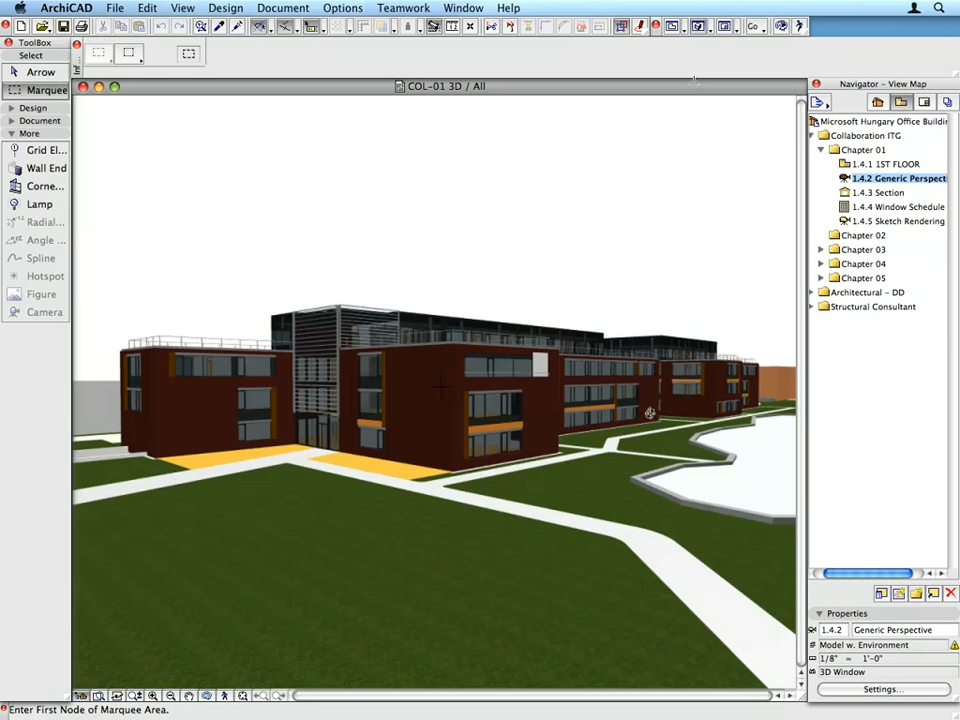 ArchiCAD File Edit View Design Document Options Teamwork Window Help
Go
ToolBox
Select
Arrow
Marquee
Design
Document
More
Grid El...
Wall End
Corne...
Lamp
Radial...
Angle ...
Spline
Hotspot
Figure
Camera
COL-01 3D / All
Navigator - View Map
Microsoft Hungary Office Buildin
Collaboration ITG
Chapter 01
1.4.1 1ST FLOOR
1.4.2 Generic Perspect
1.4.3 Section
1.4.4 Window Schedule
1.4.5 Sketch Rendering
Chapter 02
Chapter 03
Chapter 04
Chapter 05
Architectural - DD
Structural Consultant
Properties
1.4.2 Generic Perspective
Model w. Environment
1/8" = 1'-0"
3D Window
Settings...
Enter First Node of Marquee Area.